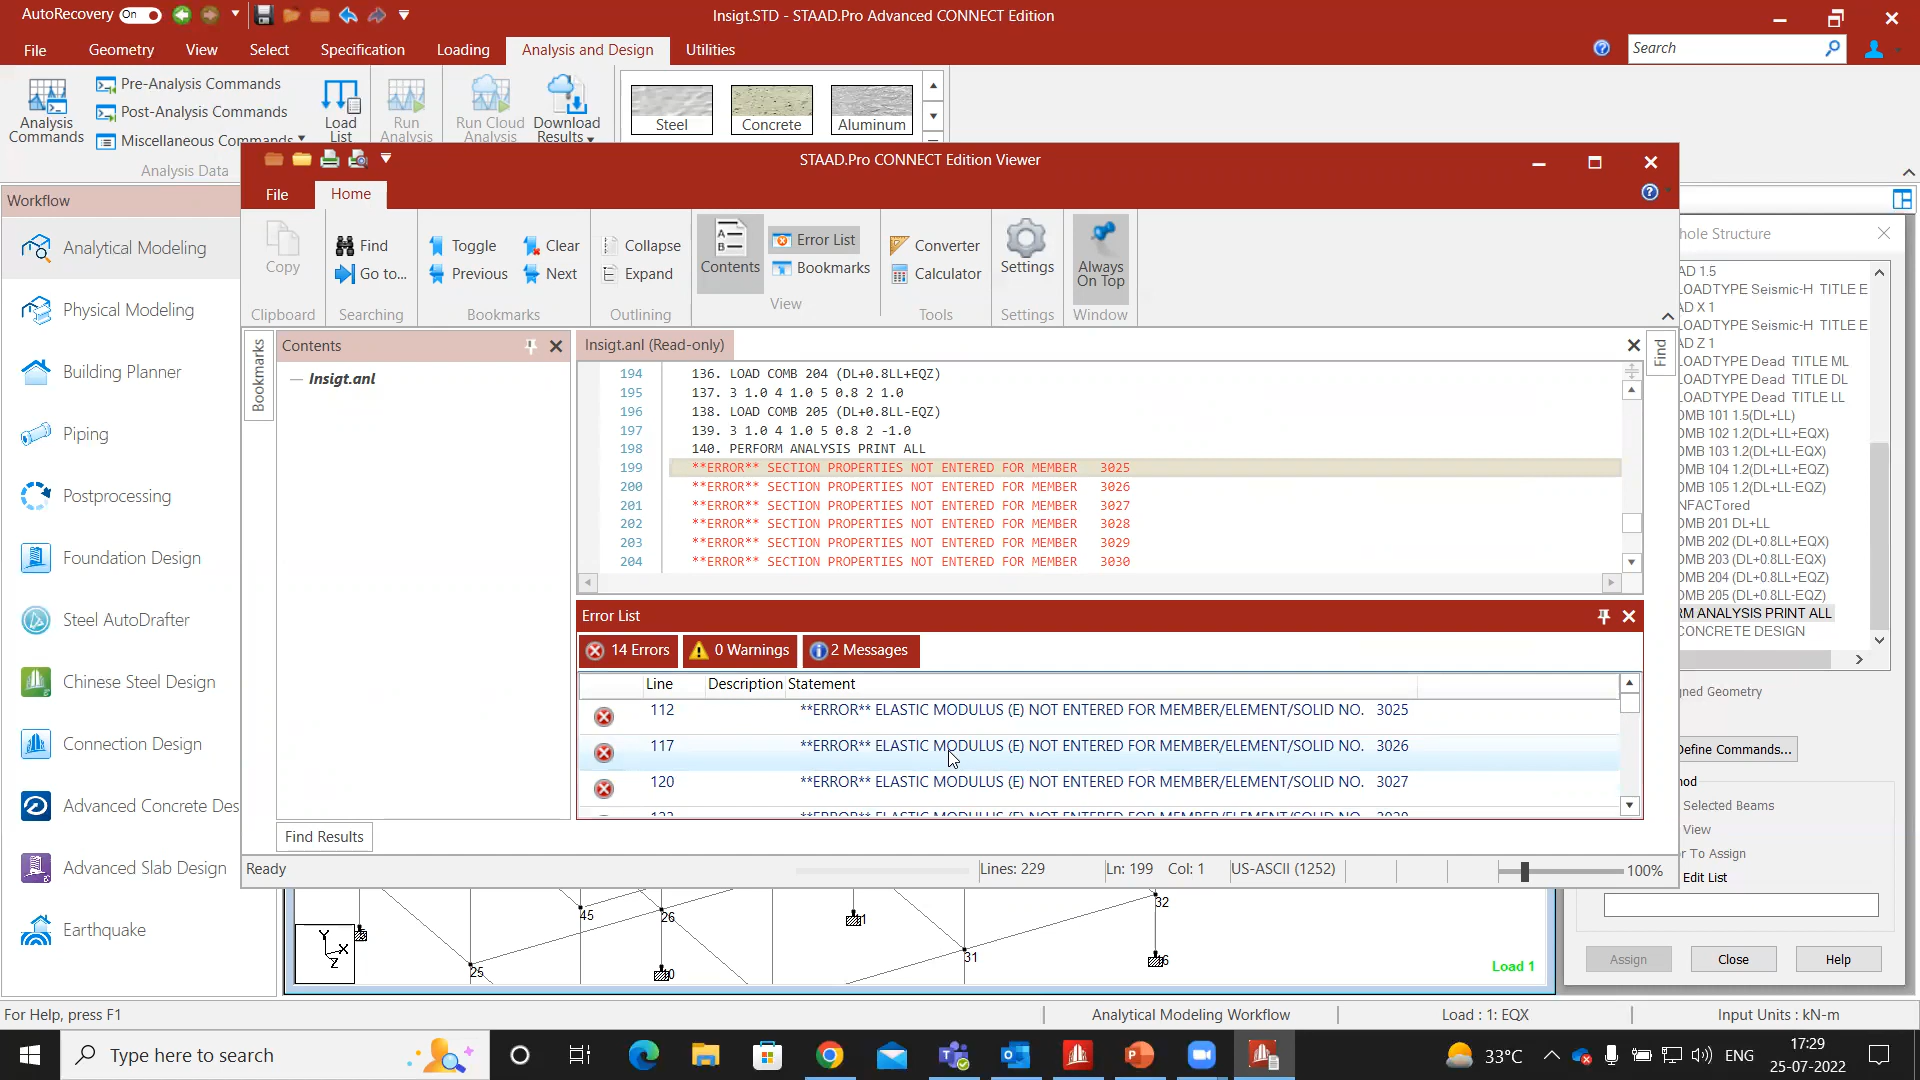 AutoRecovery On
Insigt.STD - STAAD.Pro Advanced CONNECT Edition
File Geometry View Select Specification Loading Analysis and Design Utilities Search
Analysis Commands
Pre-Analysis Commands
Post-Analysis Commands
Miscellaneous Commands
Analysis Data
Load List
Run Analysis
Run Cloud Analysis
Download Results
Steel Concrete Aluminum
STAAD.Pro CONNECT Edition Viewer
File Home
Copy
Clipboard
Find
Go to...
Searching
Toggle Clear
Previous Next
Bookmarks
Collapse
Expand
Outlining
Contents
Error List
Bookmarks
View
Converter
Calculator
Tools
Settings
Settings
Always On Top
Window
Workflow
Analytical Modeling
Physical Modeling
Building Planner
Piping
Postprocessing
Foundation Design
Steel AutoDrafter
Chinese Steel Design
Connection Design
Advanced Concrete Des
Advanced Slab Design
Earthquake
Bookmarks
Contents
Insigt.anl
Find Results
Insigt.anl (Read-only)
Find
194 136. LOAD COMB 204 (DL+0.8LL+EQZ)
195 137. 3 1.0 4 1.0 5 0.8 2 1.0
196 138. LOAD COMB 205 (DL+0.8LL-EQZ)
197 139. 3 1.0 4 1.0 5 0.8 2 -1.0
198 140. PERFORM ANALYSIS PRINT ALL
199 **ERROR** SECTION PROPERTIES NOT ENTERED FOR MEMBER 3025
200 **ERROR** SECTION PROPERTIES NOT ENTERED FOR MEMBER 3026
201 **ERROR** SECTION PROPERTIES NOT ENTERED FOR MEMBER 3027
202 **ERROR** SECTION PROPERTIES NOT ENTERED FOR MEMBER 3028
203 **ERROR** SECTION PROPERTIES NOT ENTERED FOR MEMBER 3029
204 **ERROR** SECTION PROPERTIES NOT ENTERED FOR MEMBER 3030
Error List
14 Errors 0 Warnings 2 Messages
Line Description Statement
112 **ERROR** ELASTIC MODULUS (E) NOT ENTERED FOR MEMBER/ELEMENT/SOLID NO. 3025
117 **ERROR** ELASTIC MODULUS (E) NOT ENTERED FOR MEMBER/ELEMENT/SOLID NO. 3026
120 **ERROR** ELASTIC MODULUS (E) NOT ENTERED FOR MEMBER/ELEMENT/SOLID NO. 3027
Ready Lines: 229 Ln: 199 Col: 1 US-ASCII (1252) 100%
hole Structure
AD 1.5
LOADTYPE Seismic-H TITLE E
AD X 1
LOADTYPE Seismic-H TITLE E
AD Z 1
LOADTYPE Dead TITLE ML
LOADTYPE Dead TITLE DL
LOADTYPE Dead TITLE LL
OMB 101 1.5(DL+LL)
OMB 102 1.2(DL+LL+EQX)
OMB 103 1.2(DL+LL-EQX)
OMB 104 1.2(DL+LL+EQZ)
OMB 105 1.2(DL+LL-EQZ)
NFACTored
OMB 201 DL+LL
OMB 202 (DL+0.8LL+EQX)
OMB 203 (DL+0.8LL-EQX)
OMB 204 (DL+0.8LL+EQZ)
OMB 205 (DL+0.8LL-EQZ)
RM ANALYSIS PRINT ALL
CONCRETE DESIGN
gned Geometry
Define Commands...
hod
Selected Beams
View
r To Assign
Edit List
Assign Close Help
45 26 25 31 32
Y
X
Z
Load 1
For Help, press F1
Analytical Modeling Workflow
Load : 1: EQX
Input Units : kN-m
Type here to search
33°C
ENG
17:29
25-07-2022